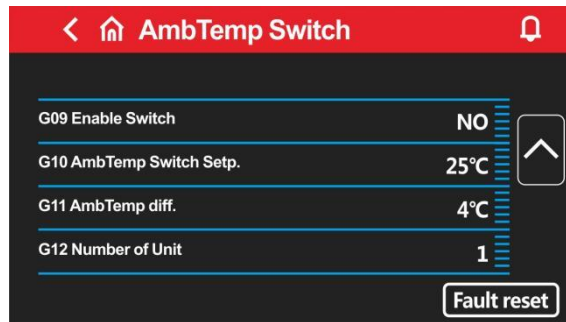 AmbTemp Switch
G09 Enable Switch NO
G10 AmbTemp Switch Setp. 25℃
G11 AmbTemp diff. 4℃
G12 Number of Unit 1
Fault reset